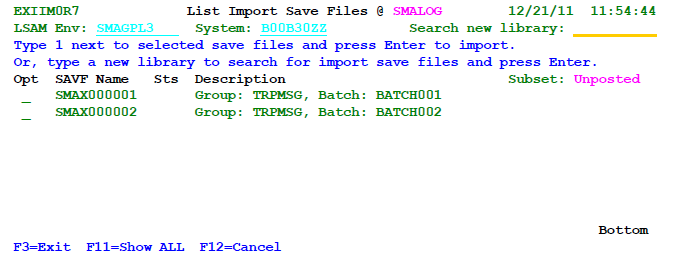 EXIIM0R7 List Import Save Files @ SMALOG 12/21/11 11:54:44
LSAM Env: SMAGPL3 System: B00B30ZZ Search new library:
Type 1 next to selected save files and press Enter to import.
Or, type a new library to search for import save files and press Enter.
Opt SAVF Name Sts Description Subset: Unposted
_ SMAX000001 Group: TRPMSG, Batch: BATCH001
_ SMAX000002 Group: TRPMSG, Batch: BATCH002
Bottom
F3=Exit F11=Show ALL F12=Cancel